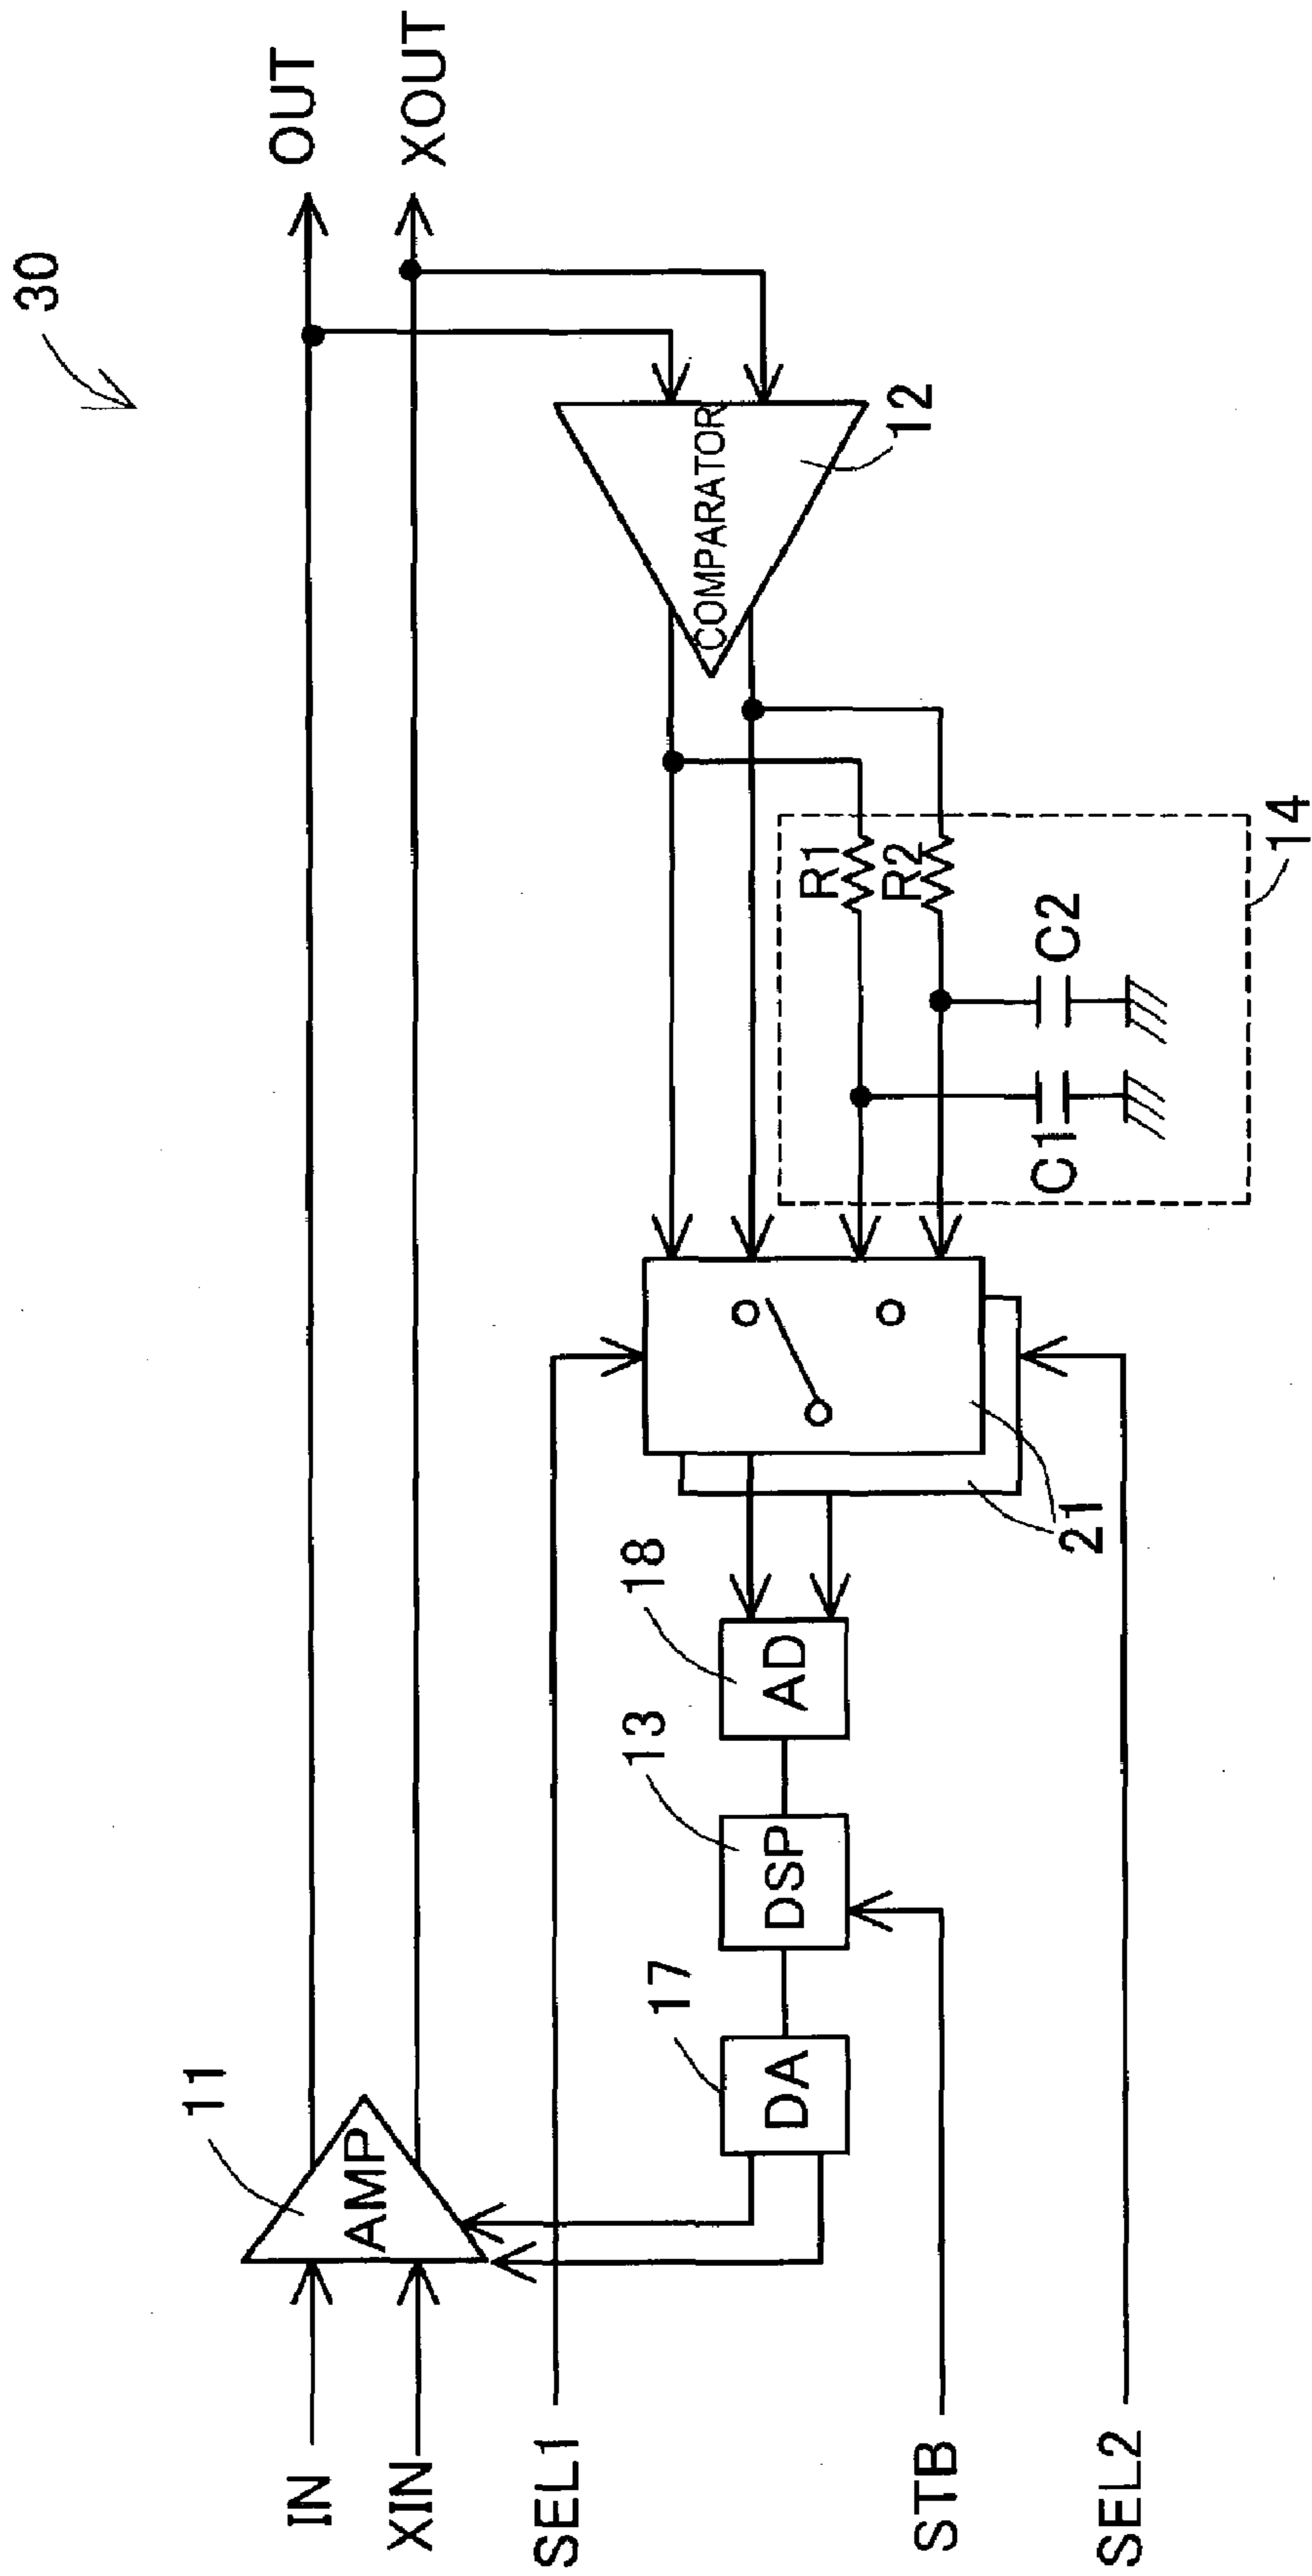 30
OUT
XOUT
11
AMP
IN
XIN
SEL1
17
DA
13
DSP
18
AD
21
COMPARATOR
12
R1
R2
C1
C2
14
STB
SEL2